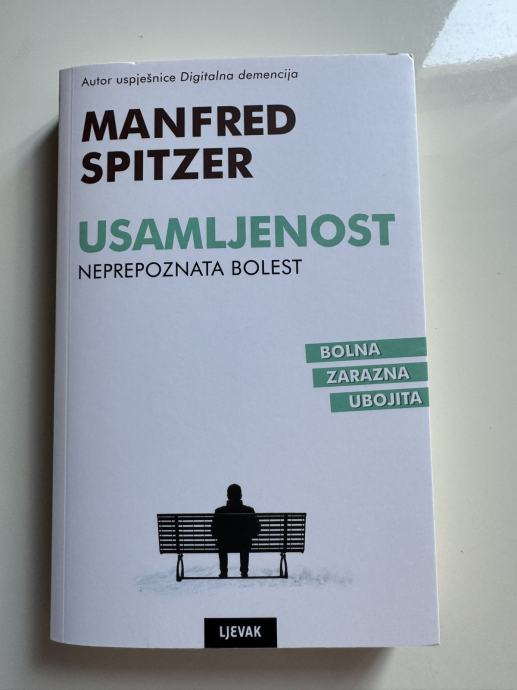 Autor uspješnice Digitalna demencija
MANFRED
SPITZER
USAMLJENOST
NEPREPOZNATA BOLEST
BOLNA
ZARAZNA
UBOJITA
LJEVAK